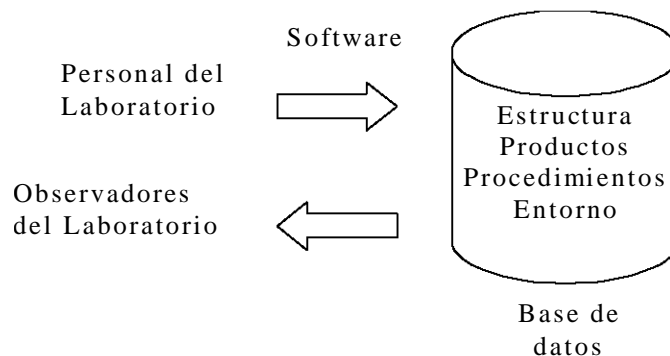 Software
Personal del
Laboratorio
Observadores
del Laboratorio
Estructura
Productos
Procedimientos
Entorno
Base de
datos